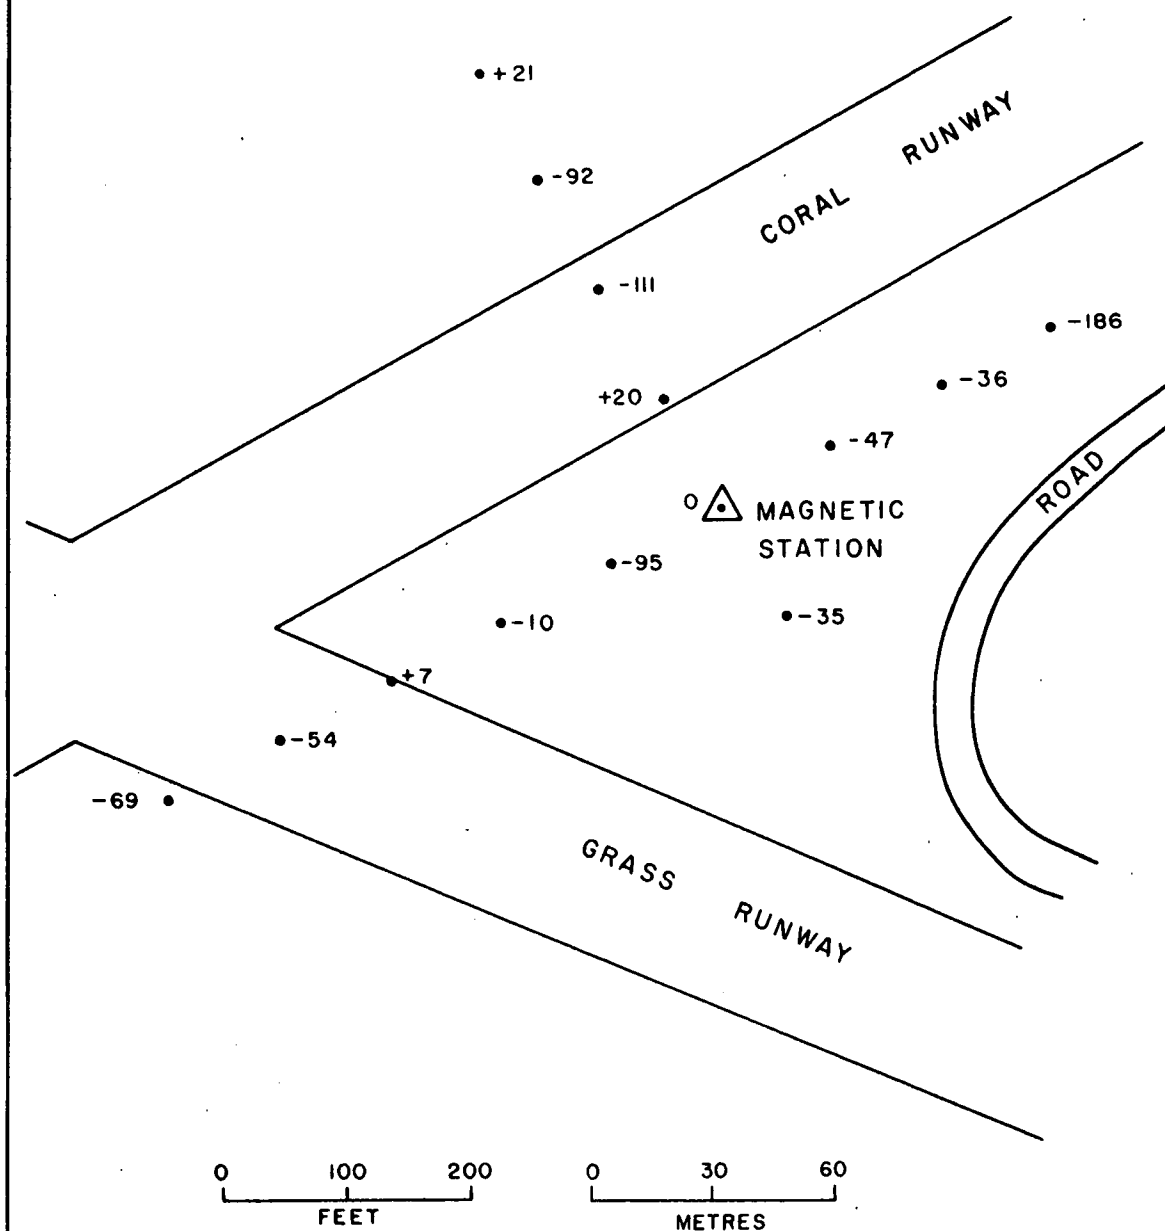 +21
-92
CORAL RUNWAY
-111
-186
+20
-36
-47
ROAD
0
MAGNETIC
STATION
-95
-35
-10
+7
-54
-69
GRASS RUNWAY
0 100 200
FEET
0 30 60
METRES